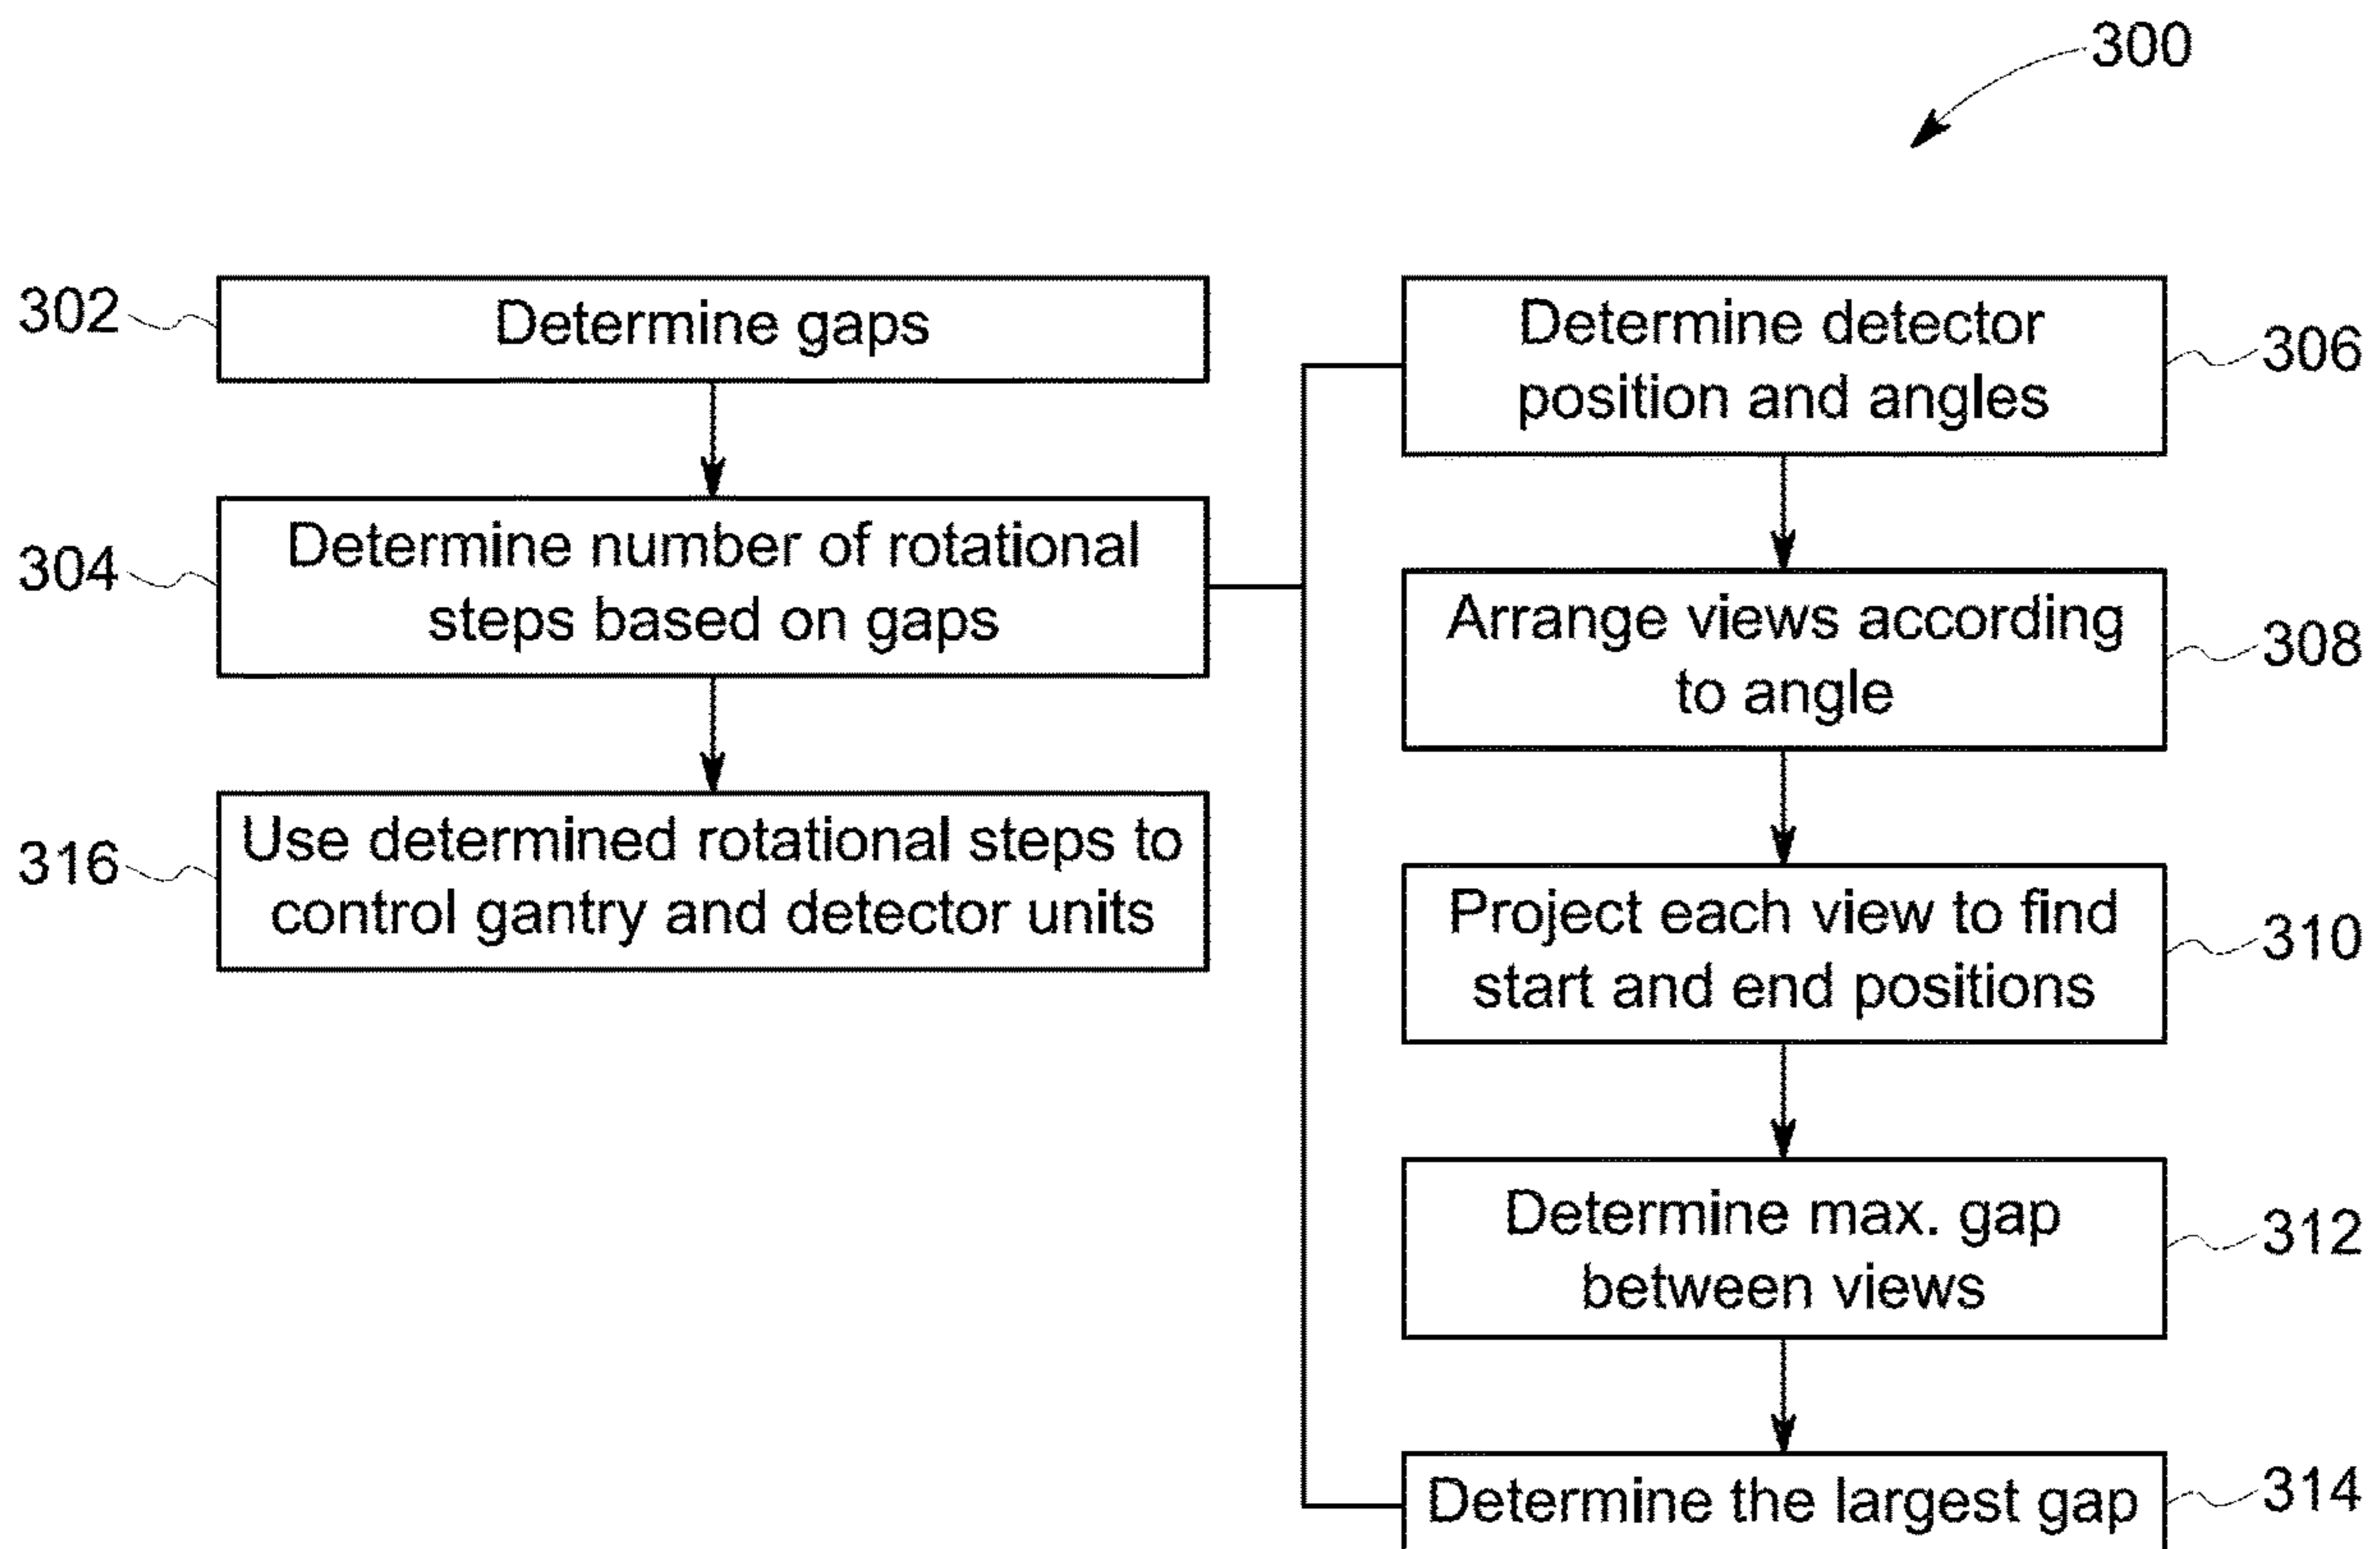 300
302
Determine gaps
304
Determine number of rotational
steps based on gaps
316
Use determined rotational steps to
control gantry and detector units
Determine detector
position and angles
306
Arrange views according
to angle
308
Project each view to find
start and end positions
310
Determine max. gap
between views
312
Determine the largest gap
314